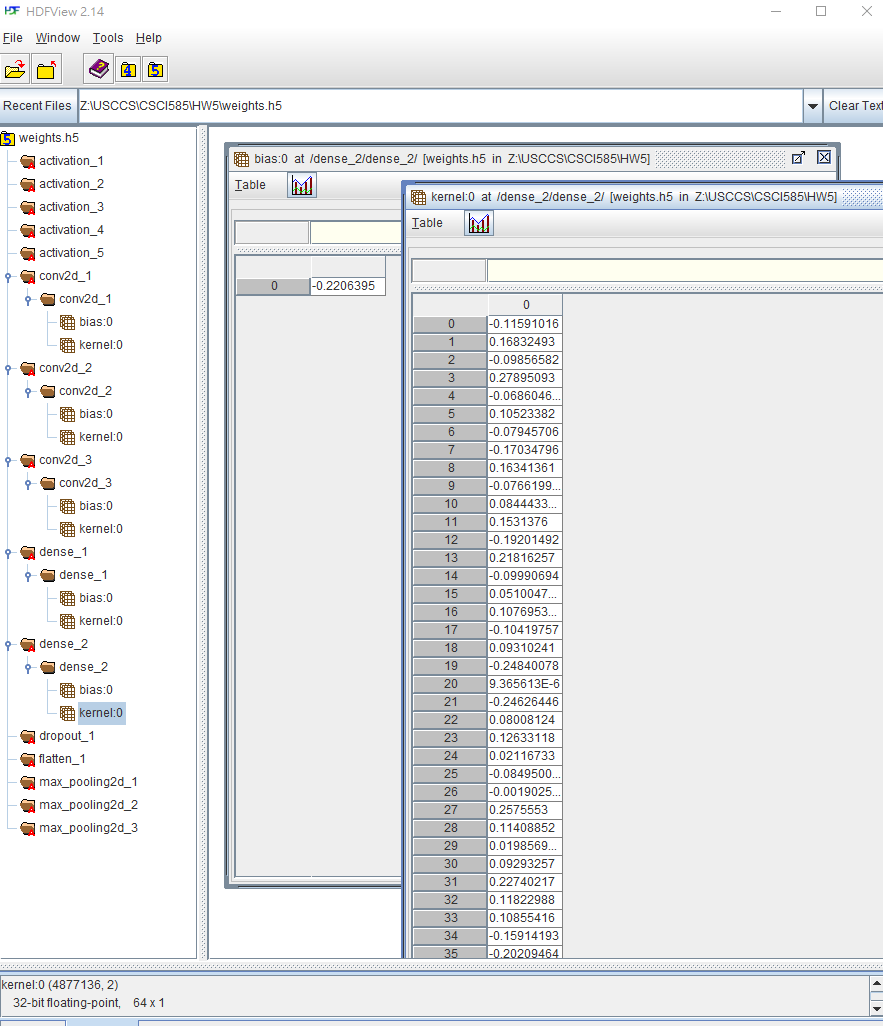 HDFView 2.14
File Window Tools Help
Recent Files Z:\USCCS\CSCI585\HW5\weights.h5 Clear Text
weights.h5
activation_1
activation_2
activation_3
activation_4
activation_5
conv2d_1
conv2d_1
bias:0
kernel:0
conv2d_2
conv2d_2
bias:0
kernel:0
conv2d_3
conv2d_3
bias:0
kernel:0
dense_1
dense_1
bias:0
kernel:0
dense_2
dense_2
bias:0
kernel:0
dropout_1
flatten_1
max_pooling2d_1
max_pooling2d_2
max_pooling2d_3
bias:0 at /dense_2/dense_2/ [weights.h5 in Z:\USCCS\CSCI585\HW5]
Table
0 -0.2206395
kernel:0 at /dense_2/dense_2/ [weights.h5 in Z:\USCCS\CSCI585\HW5]
Table
0
0 -0.11591016
1 0.16832493
2 -0.09856582
3 0.27895093
4 -0.0686046...
5 0.10523382
6 -0.07945706
7 -0.17034796
8 0.16341361
9 -0.0766199...
10 0.0844433...
11 0.1531376
12 -0.19201492
13 0.21816257
14 -0.09990694
15 0.0510047...
16 0.1076953...
17 -0.10419757
18 0.09310241
19 -0.24840078
20 9.365613E-6
21 -0.24626446
22 0.08008124
23 0.12633118
24 0.02116733
25 -0.0849500...
26 -0.0019025...
27 0.2575553
28 0.11408852
29 0.0198569...
30 0.09293257
31 0.22740217
32 0.11822988
33 0.10855416
34 -0.15914193
35 -0.20209464
kernel:0 (4877136, 2)
32-bit floating-point, 64 x 1